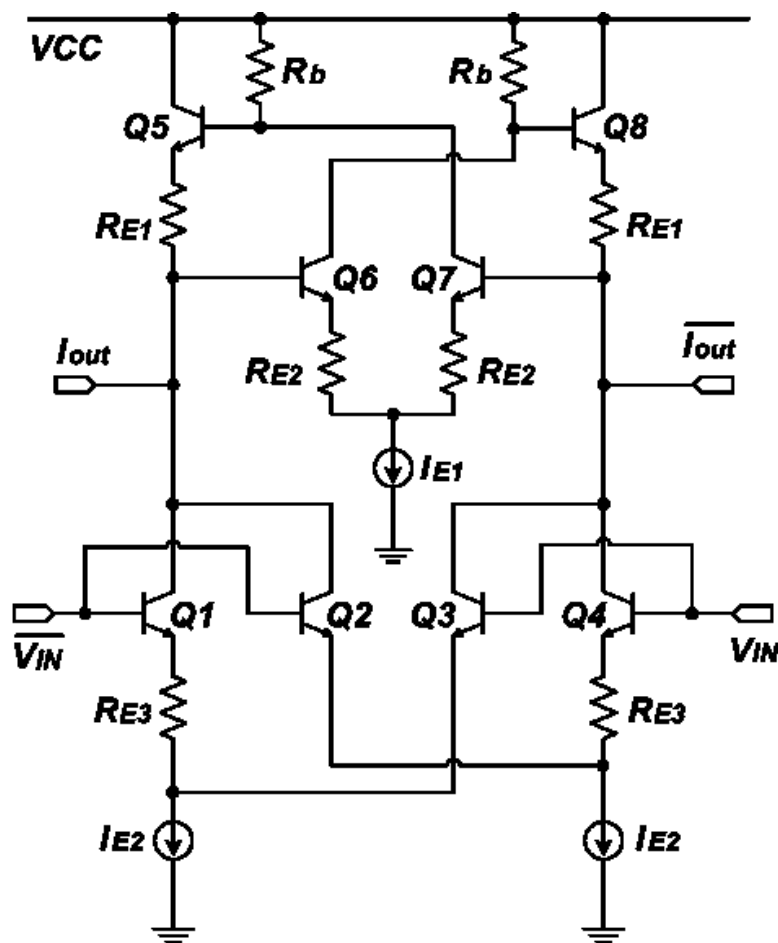 VCC
Rb
Rb
Q5
Q8
RE1
RE1
Q6
Q7
Iout
Iout
RE2
RE2
IE1
Q1
Q2
Q3
Q4
VIN
VIN
RE3
RE3
IE2
IE2